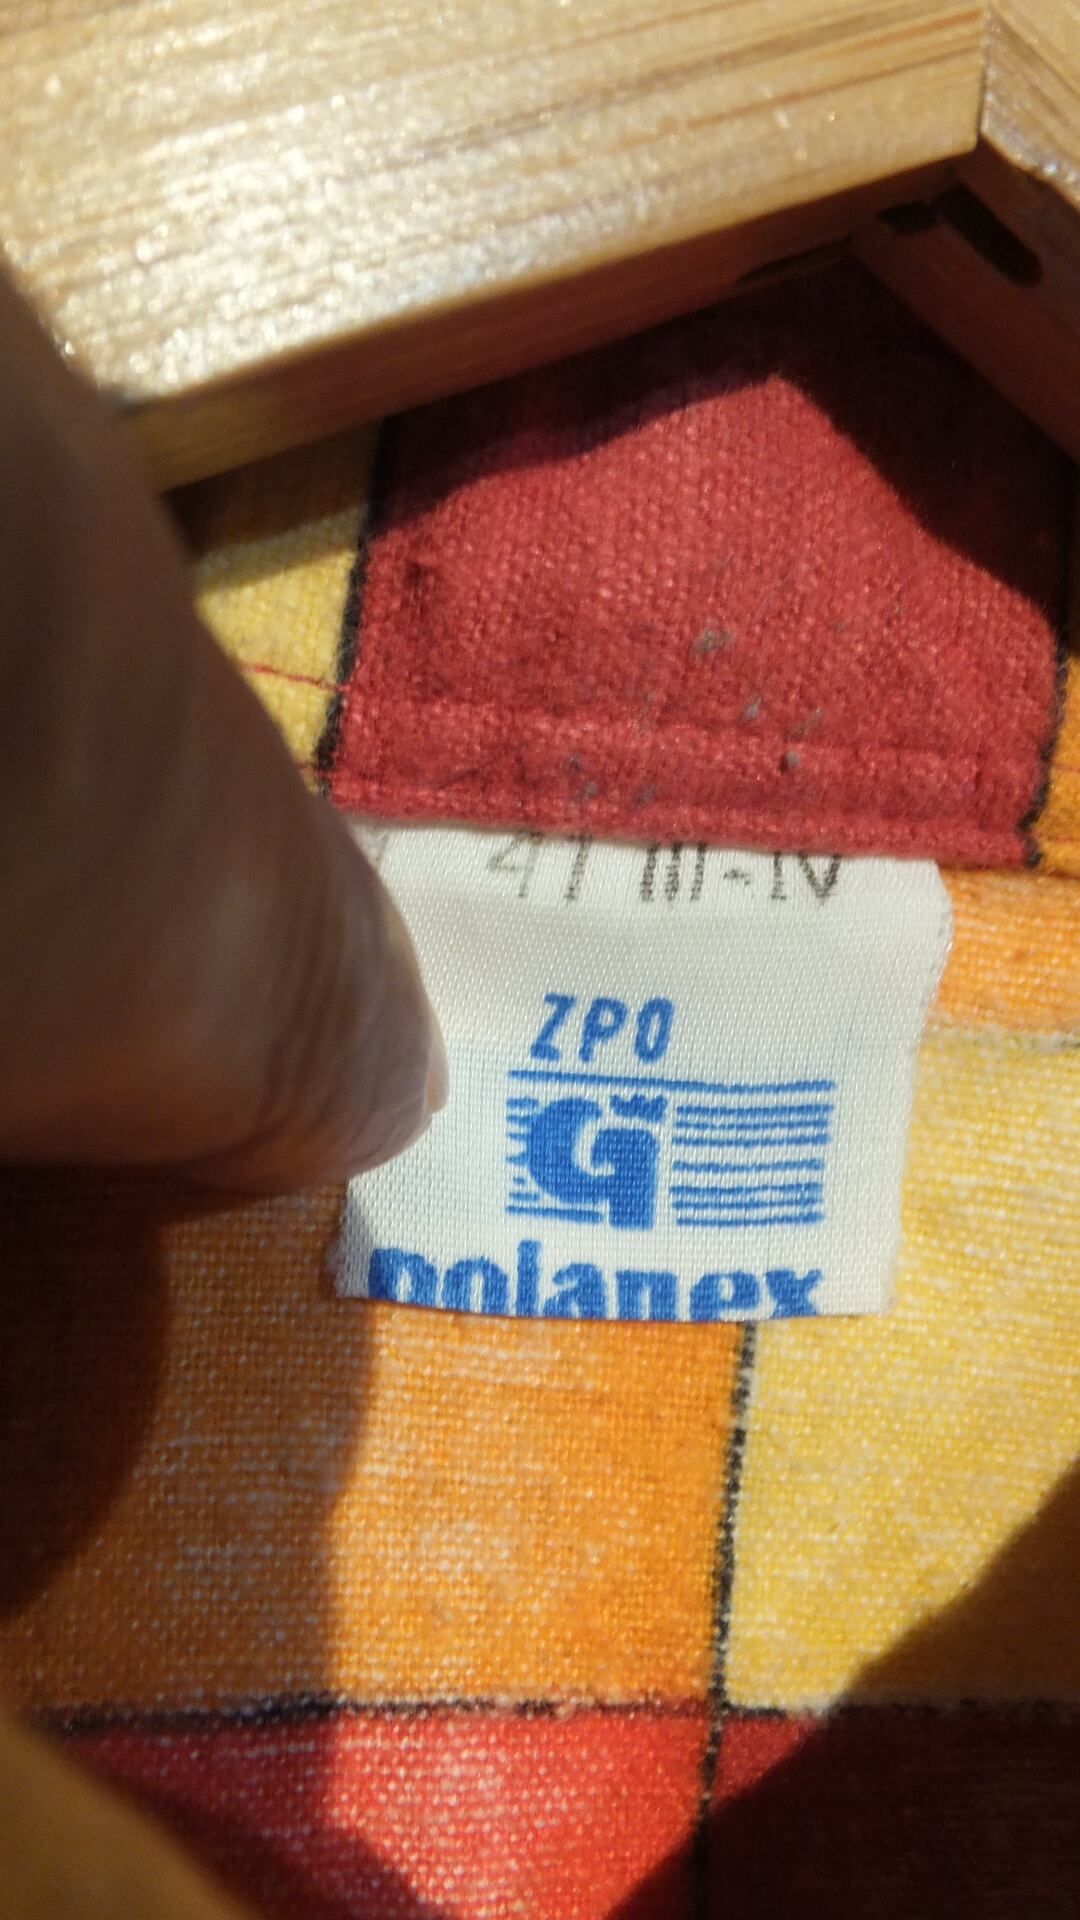 41 III-IV
ZPO
polanex